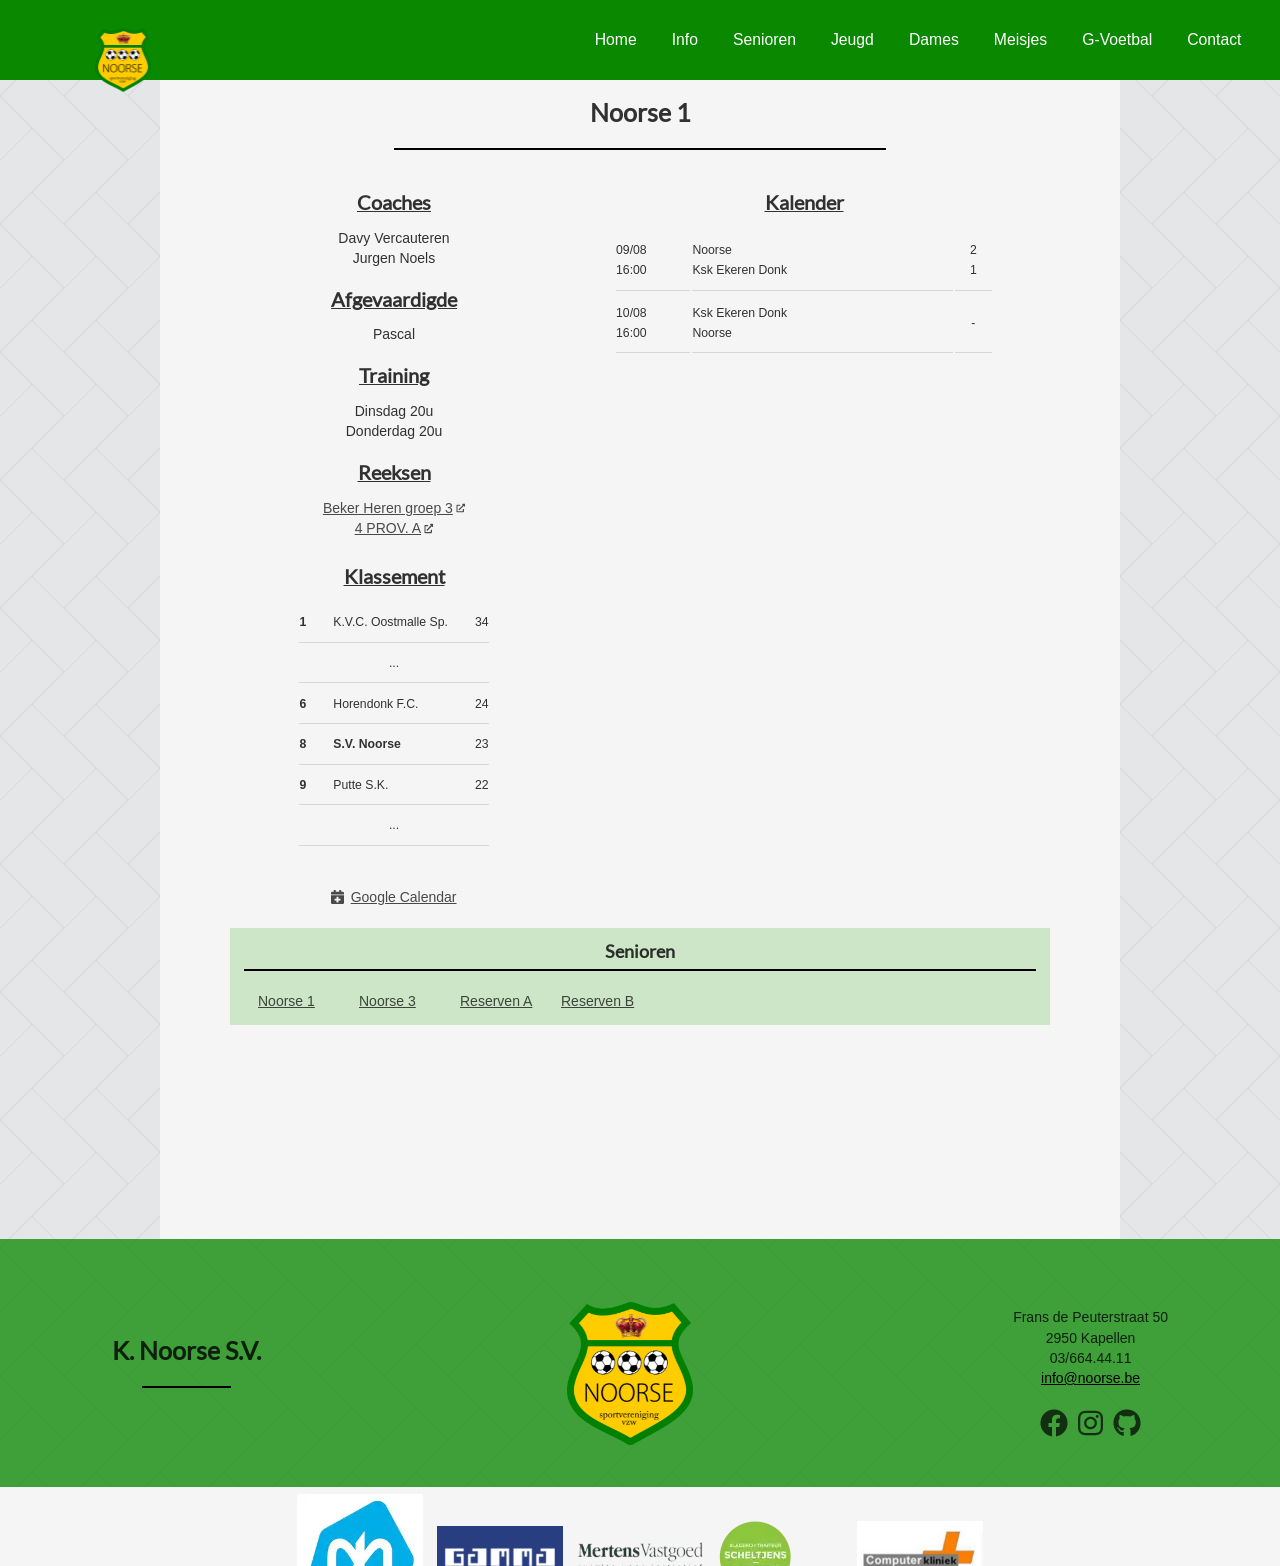 NOORSE
Home Info Senioren Jeugd Dames Meisjes G-Voetbal Contact
Noorse 1
Coaches
Davy Vercauteren
Jurgen Noels
Afgevaardigde
Pascal
Training
Dinsdag 20u
Donderdag 20u
Reeksen
Beker Heren groep 3
4 PROV. A
Klassement
1 K.V.C. Oostmalle Sp. 34
...
6 Horendonk F.C. 24
8 S.V. Noorse 23
9 Putte S.K. 22
...
Google Calendar
Kalender
09/08 Noorse 2
16:00 Ksk Ekeren Donk 1
10/08 Ksk Ekeren Donk -
16:00 Noorse
Senioren
Noorse 1 Noorse 3 Reserven A Reserven B
K. Noorse S.V.
NOORSE
sportvereniging
vzw
Frans de Peuterstraat 50
2950 Kapellen
03/664.44.11
info@noorse.be
GAMMA
MertensVastgoed
SCHELTJENS
Computerkliniek